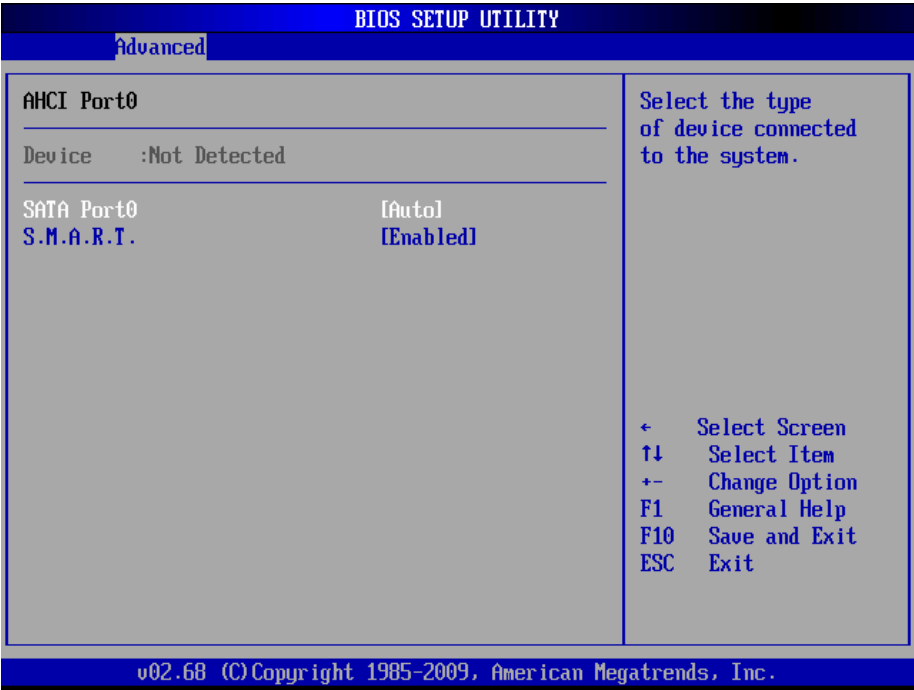 BIOS SETUP UTILITY
Advanced
AHCI Port0
Device :Not Detected
SATA Port0 [Auto]
S.M.A.R.T. [Enabled]
Select the type
of device connected
to the system.
← Select Screen
↑↓ Select Item
+- Change Option
F1 General Help
F10 Save and Exit
ESC Exit
v02.68 (C)Copyright 1985-2009, American Megatrends, Inc.